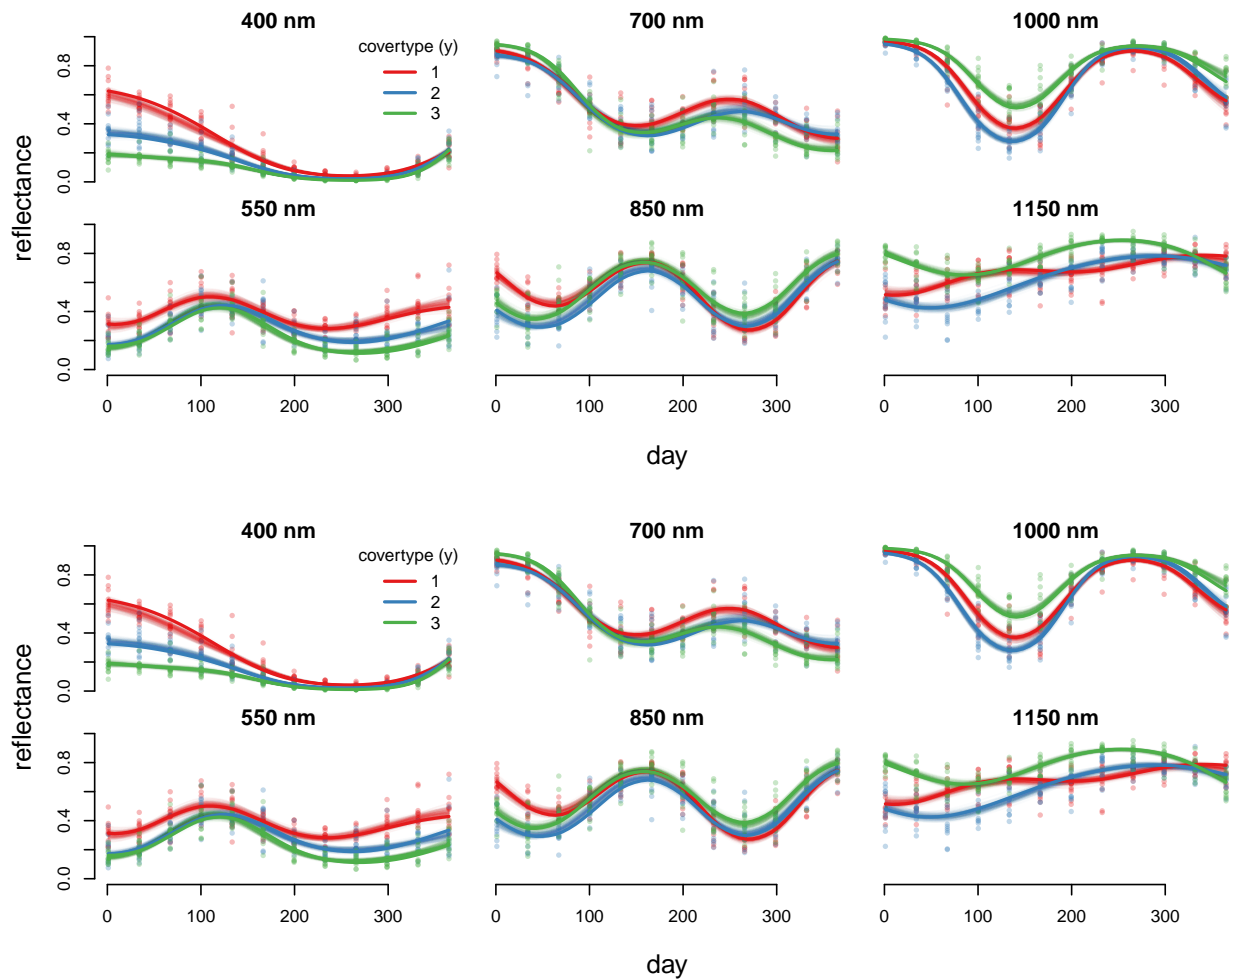 400 nm
700 nm
1000 nm
covertype (y)
1
2
3
0.8
0.4
0.0
reflectance
550 nm
850 nm
1150 nm
0.8
0.4
0.0
0 100 200 300
0 100 200 300
0 100 200 300
day
400 nm
700 nm
1000 nm
covertype (y)
1
2
3
0.8
0.4
0.0
reflectance
550 nm
850 nm
1150 nm
0.8
0.4
0.0
0 100 200 300
0 100 200 300
0 100 200 300
day